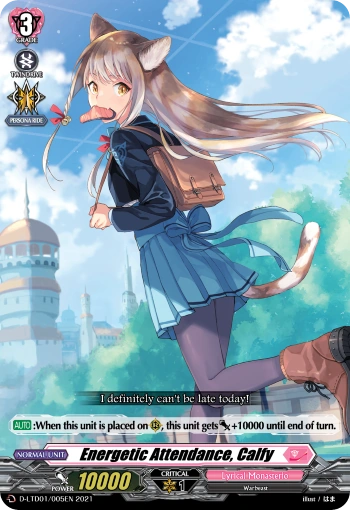 3
GRADE
TWIN DRIVE
PERSONA RIDE
I definitely can't be late today!
AUTO :When this unit is placed on , this unit gets +10000 until end of turn.
NORMAL UNIT
Energetic Attendance, Calfy
Lyrical Monasterio
POWER 10000 CRITICAL 1
Warbeast
D D-LTD01/005EN 2021
illust / はま